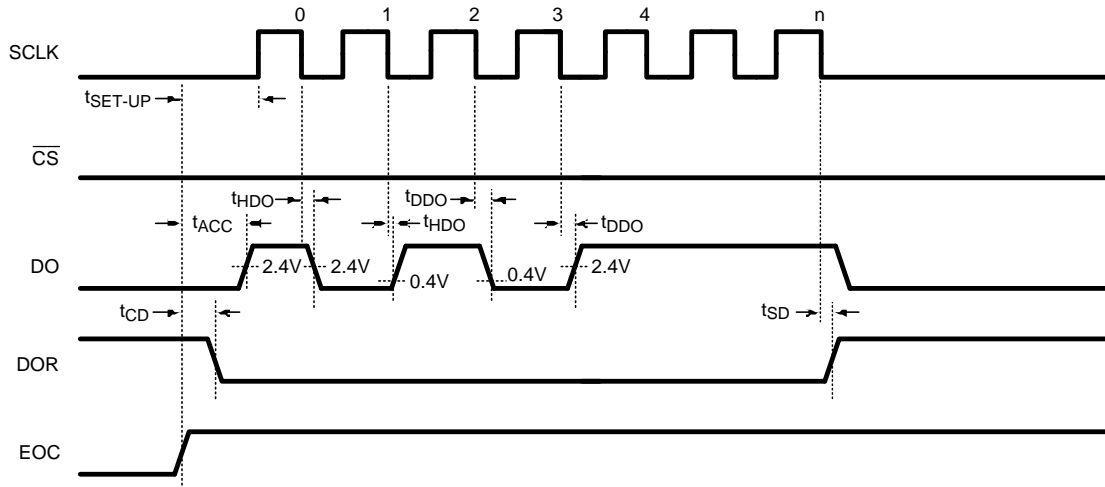 0 1 2 3 4 n
SCLK
tSET-UP
CS
tHDO tDDO
tACC tHDO tDDO
DO 2.4V 2.4V 0.4V 0.4V 2.4V
tCD tSD
DOR
EOC